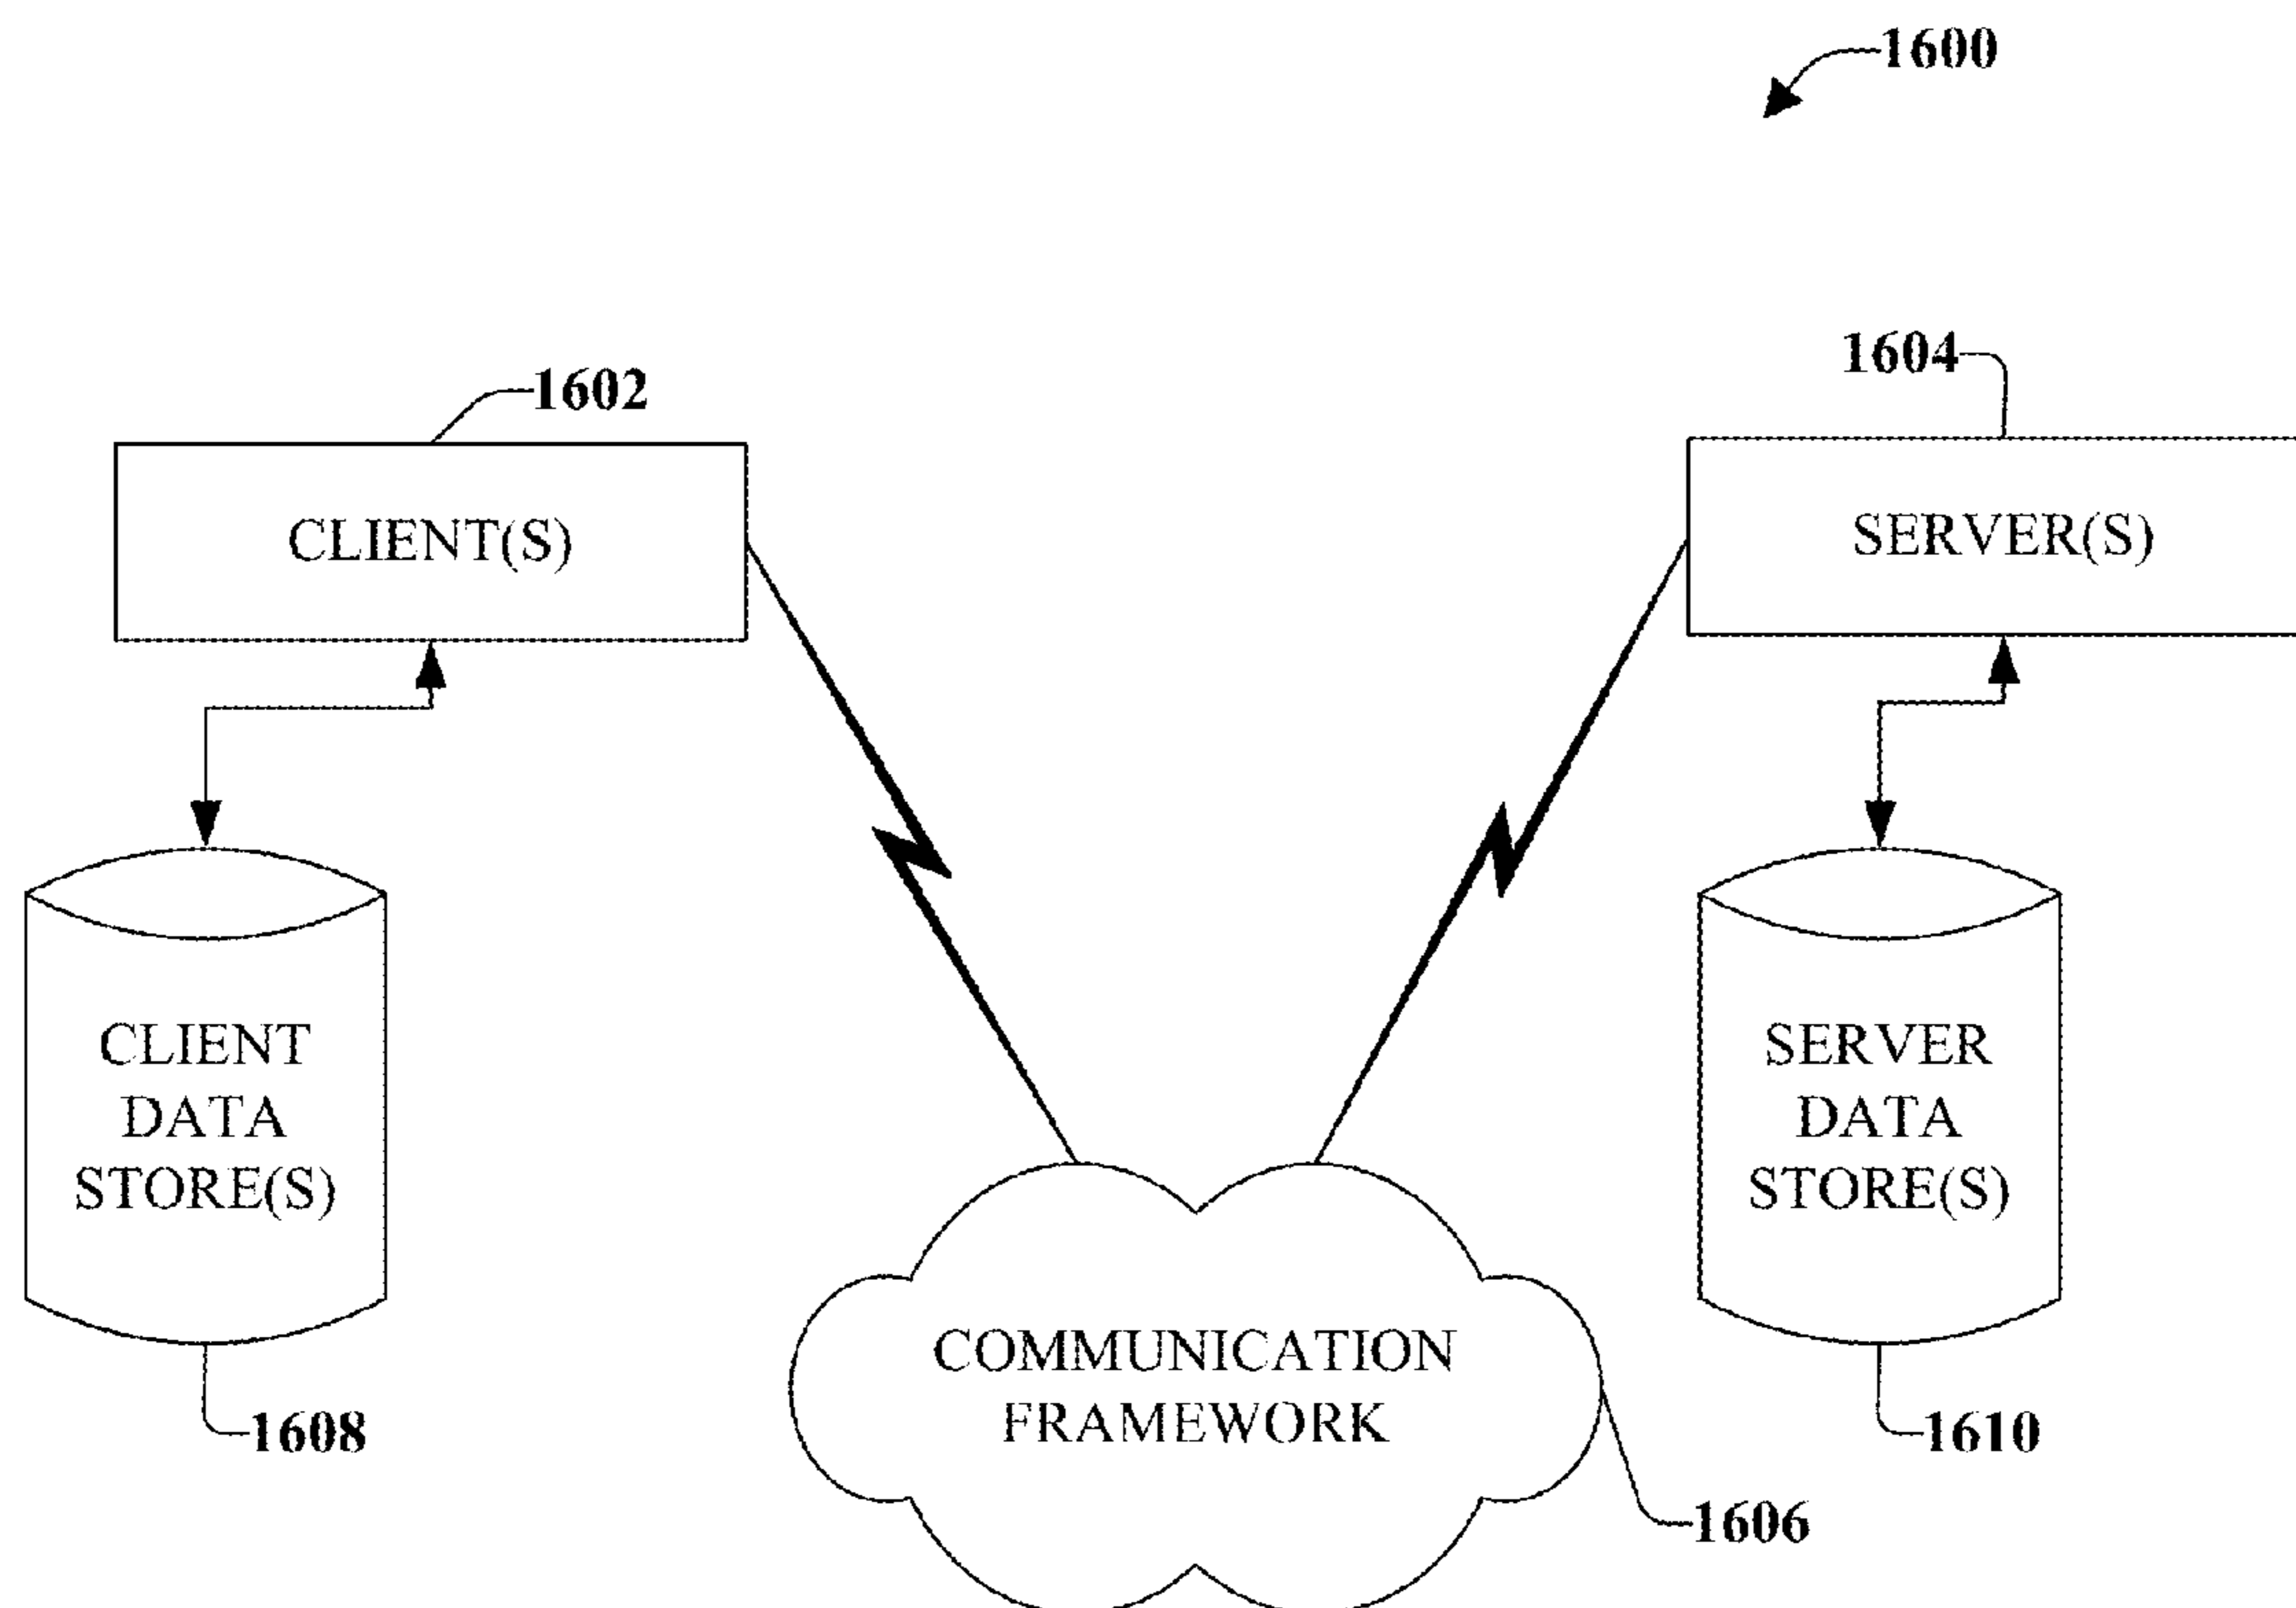 1600
1602
1604
CLIENT(S)
SERVER(S)
CLIENT
DATA
STORE(S)
SERVER
DATA
STORE(S)
COMMUNICATION
FRAMEWORK
1608
1610
1606